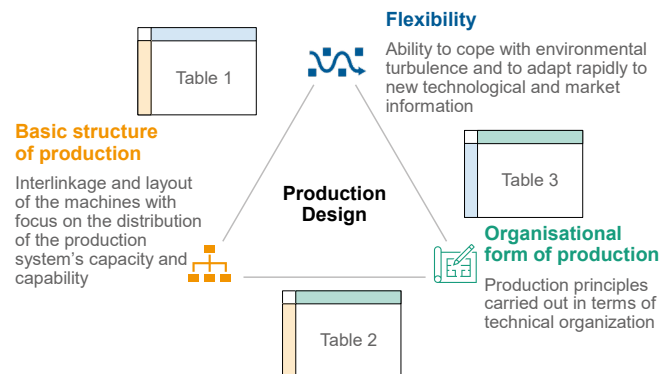 Flexibility
Ability to cope with environmental
turbulence and to adapt rapidly to
new technological and market
information
Table 1
Basic structure
of production
Interlinkage and layout
of the machines with
focus on the distribution
of the production
system's capacity and
capability
Production
Design
Table 3
Organisational
form of production
Production principles
carried out in terms of
technical organization
Table 2